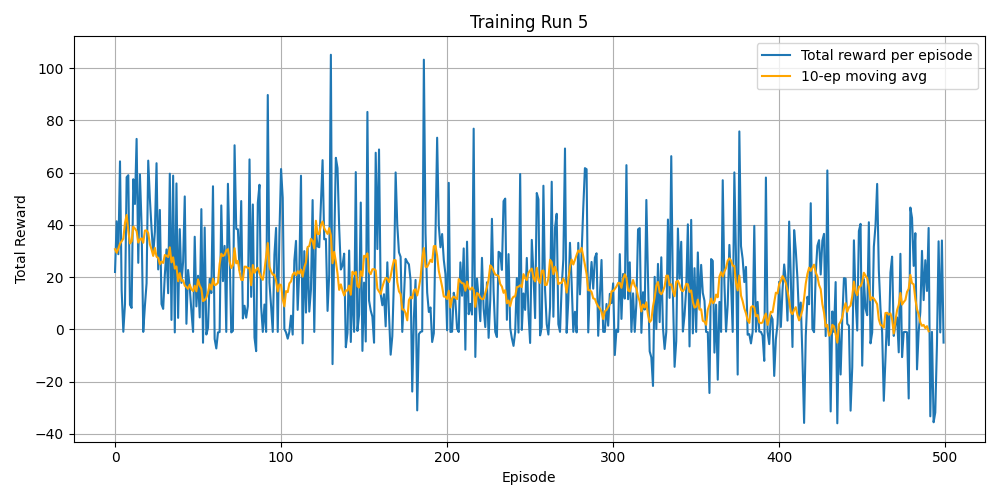 Training Run 5
Total reward per episode
10-ep moving avg
Total Reward
100
80
60
40
20
0
−20
−40
0 100 200 300 400 500
Episode